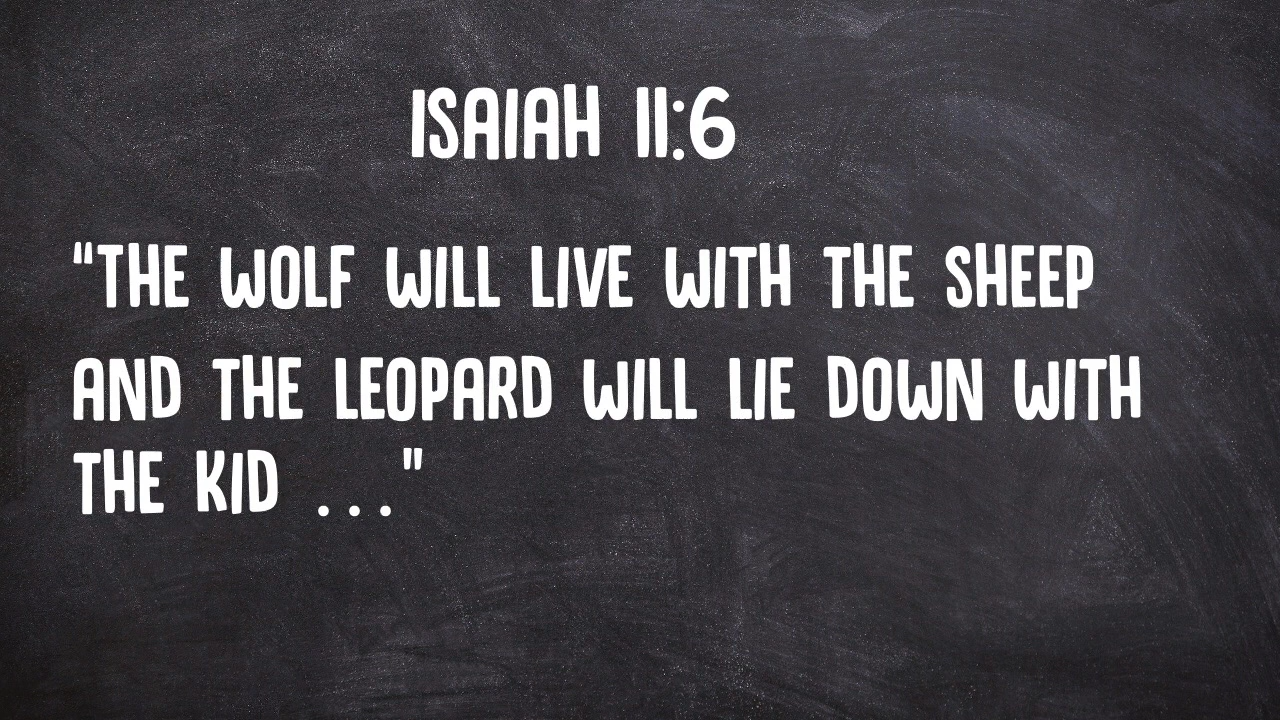 ISAIAH 11:6
"THE WOLF WILL LIVE WITH THE SHEEP
AND THE LEOPARD WILL LIE DOWN WITH
THE KID ..."